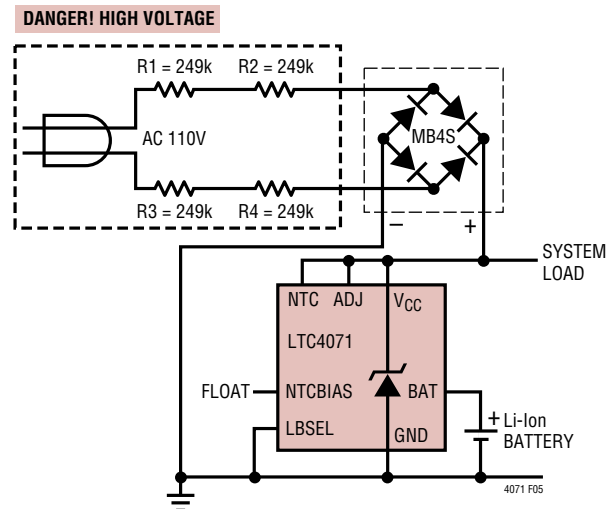 DANGER! HIGH VOLTAGE
R1 = 249k R2 = 249k
AC 110V
MB4S
R3 = 249k R4 = 249k
– +
SYSTEM
LOAD
NTC ADJ VCC
LTC4071
FLOAT NTCBIAS BAT
LBSEL
GND
+ Li-Ion
BATTERY
4071 F05